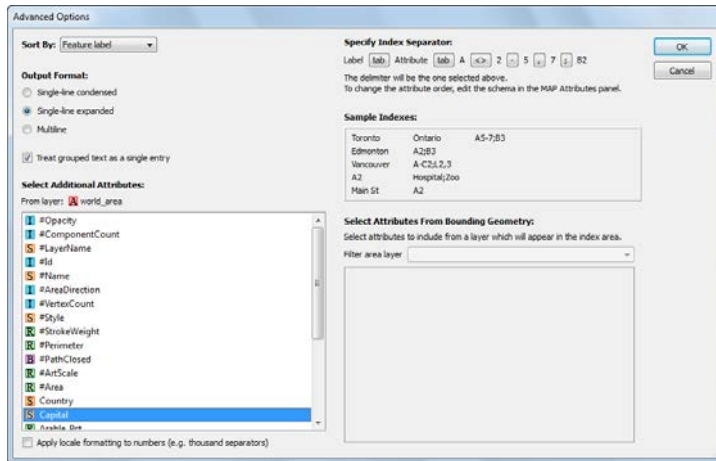 Advanced Options
Sort By: Feature label
Output Format:
Single-line condensed
Single-line expanded
Multiline
Treat grouped text as a single entry
Select Additional Attributes:
From layer: A world_area
I #Opacity
I #ComponentCount
S #LayerName
I #Id
S #Name
I #AreaDirection
I #VertexCount
S #Style
R #StrokeWeight
R #Perimeter
B #PathClosed
R #ArtScale
R #Area
S Country
S Capital
R Arable_Pct
Apply locale formatting to numbers (e.g. thousand separators)
Specify Index Separator:
Label tab Attribute tab A <> 2 - 5 , 7 ; B2
The delimiter will be the one selected above.
To change the attribute order, edit the schema in the MAP Attributes panel.
Sample Indexes:
Toronto Ontario A5-7;B3
Edmonton A2;B3
Vancouver A-C2;L2,3
A2 Hospital;Zoo
Main St A2
Select Attributes From Bounding Geometry:
Select attributes to include from a layer which will appear in the index area.
Filter area layer
OK
Cancel